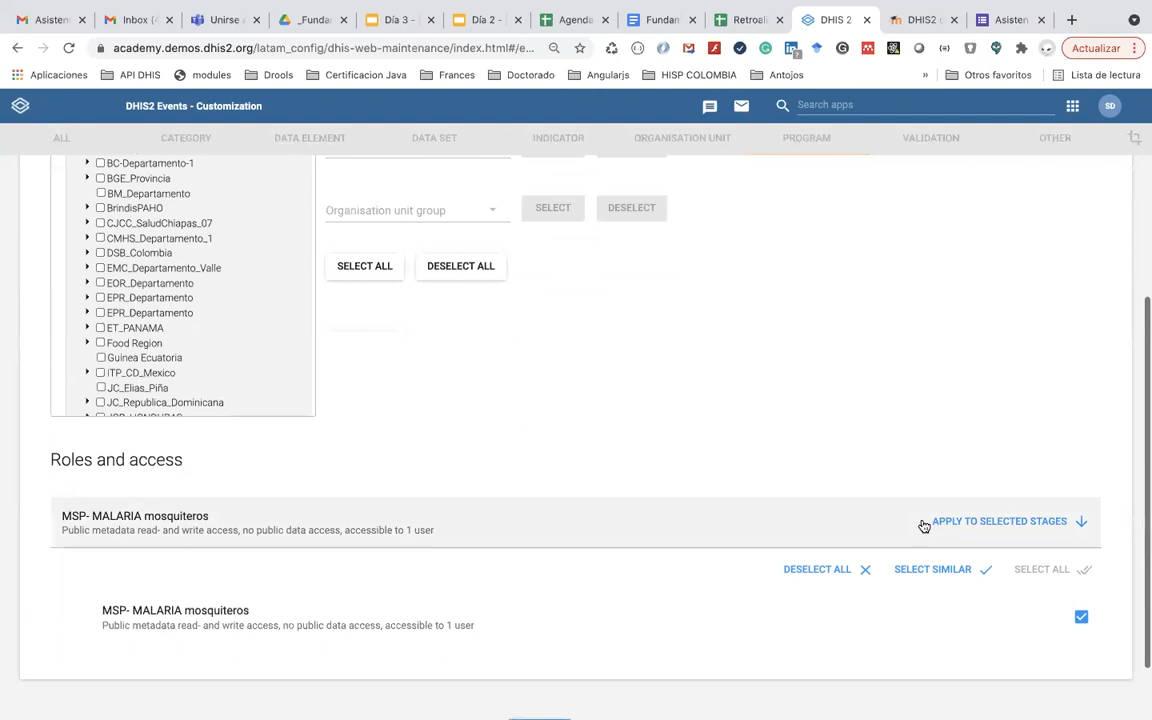 Asisten
Inbox (4
Unirse a
_Funda
Día 3 -
Día 2 -
Agenda
Fundam
Retroali
DHIS 2
DHIS2 d
Asisten
academy.demos.dhis2.org/latam_config/dhis-web-maintenance/index.html#/e...
Actualizar
Aplicaciones API DHIS modules Drools Certificacion Java Frances Doctorado Angularjs HISP COLOMBIA Antojos » Otros favoritos Lista de lectura
DHIS2 Events - Customization
Search apps
SD
ALL CATEGORY DATA ELEMENT DATA SET INDICATOR ORGANISATION UNIT PROGRAM VALIDATION OTHER
BC-Departamento-1
BGE_Provincia
BM_Departamento
BrindisPAHO
CJCC_SaludChiapas_07
CMHS_Departamento_1
DSB_Colombia
EMC_Departamento_Valle
EOR_Departamento
EPR_Departamento
EPR_Departamento
ET_PANAMA
Food Region
Guinea Ecuatoria
ITP_CD_Mexico
JC_Elias_Piña
JC_Republica_Dominicana
Organisation unit group
SELECT DESELECT
SELECT ALL DESELECT ALL
Roles and access
MSP- MALARIA mosquiteros
Public metadata read- and write access, no public data access, accessible to 1 user
APPLY TO SELECTED STAGES
DESELECT ALL SELECT SIMILAR SELECT ALL
MSP- MALARIA mosquiteros
Public metadata read- and write access, no public data access, accessible to 1 user